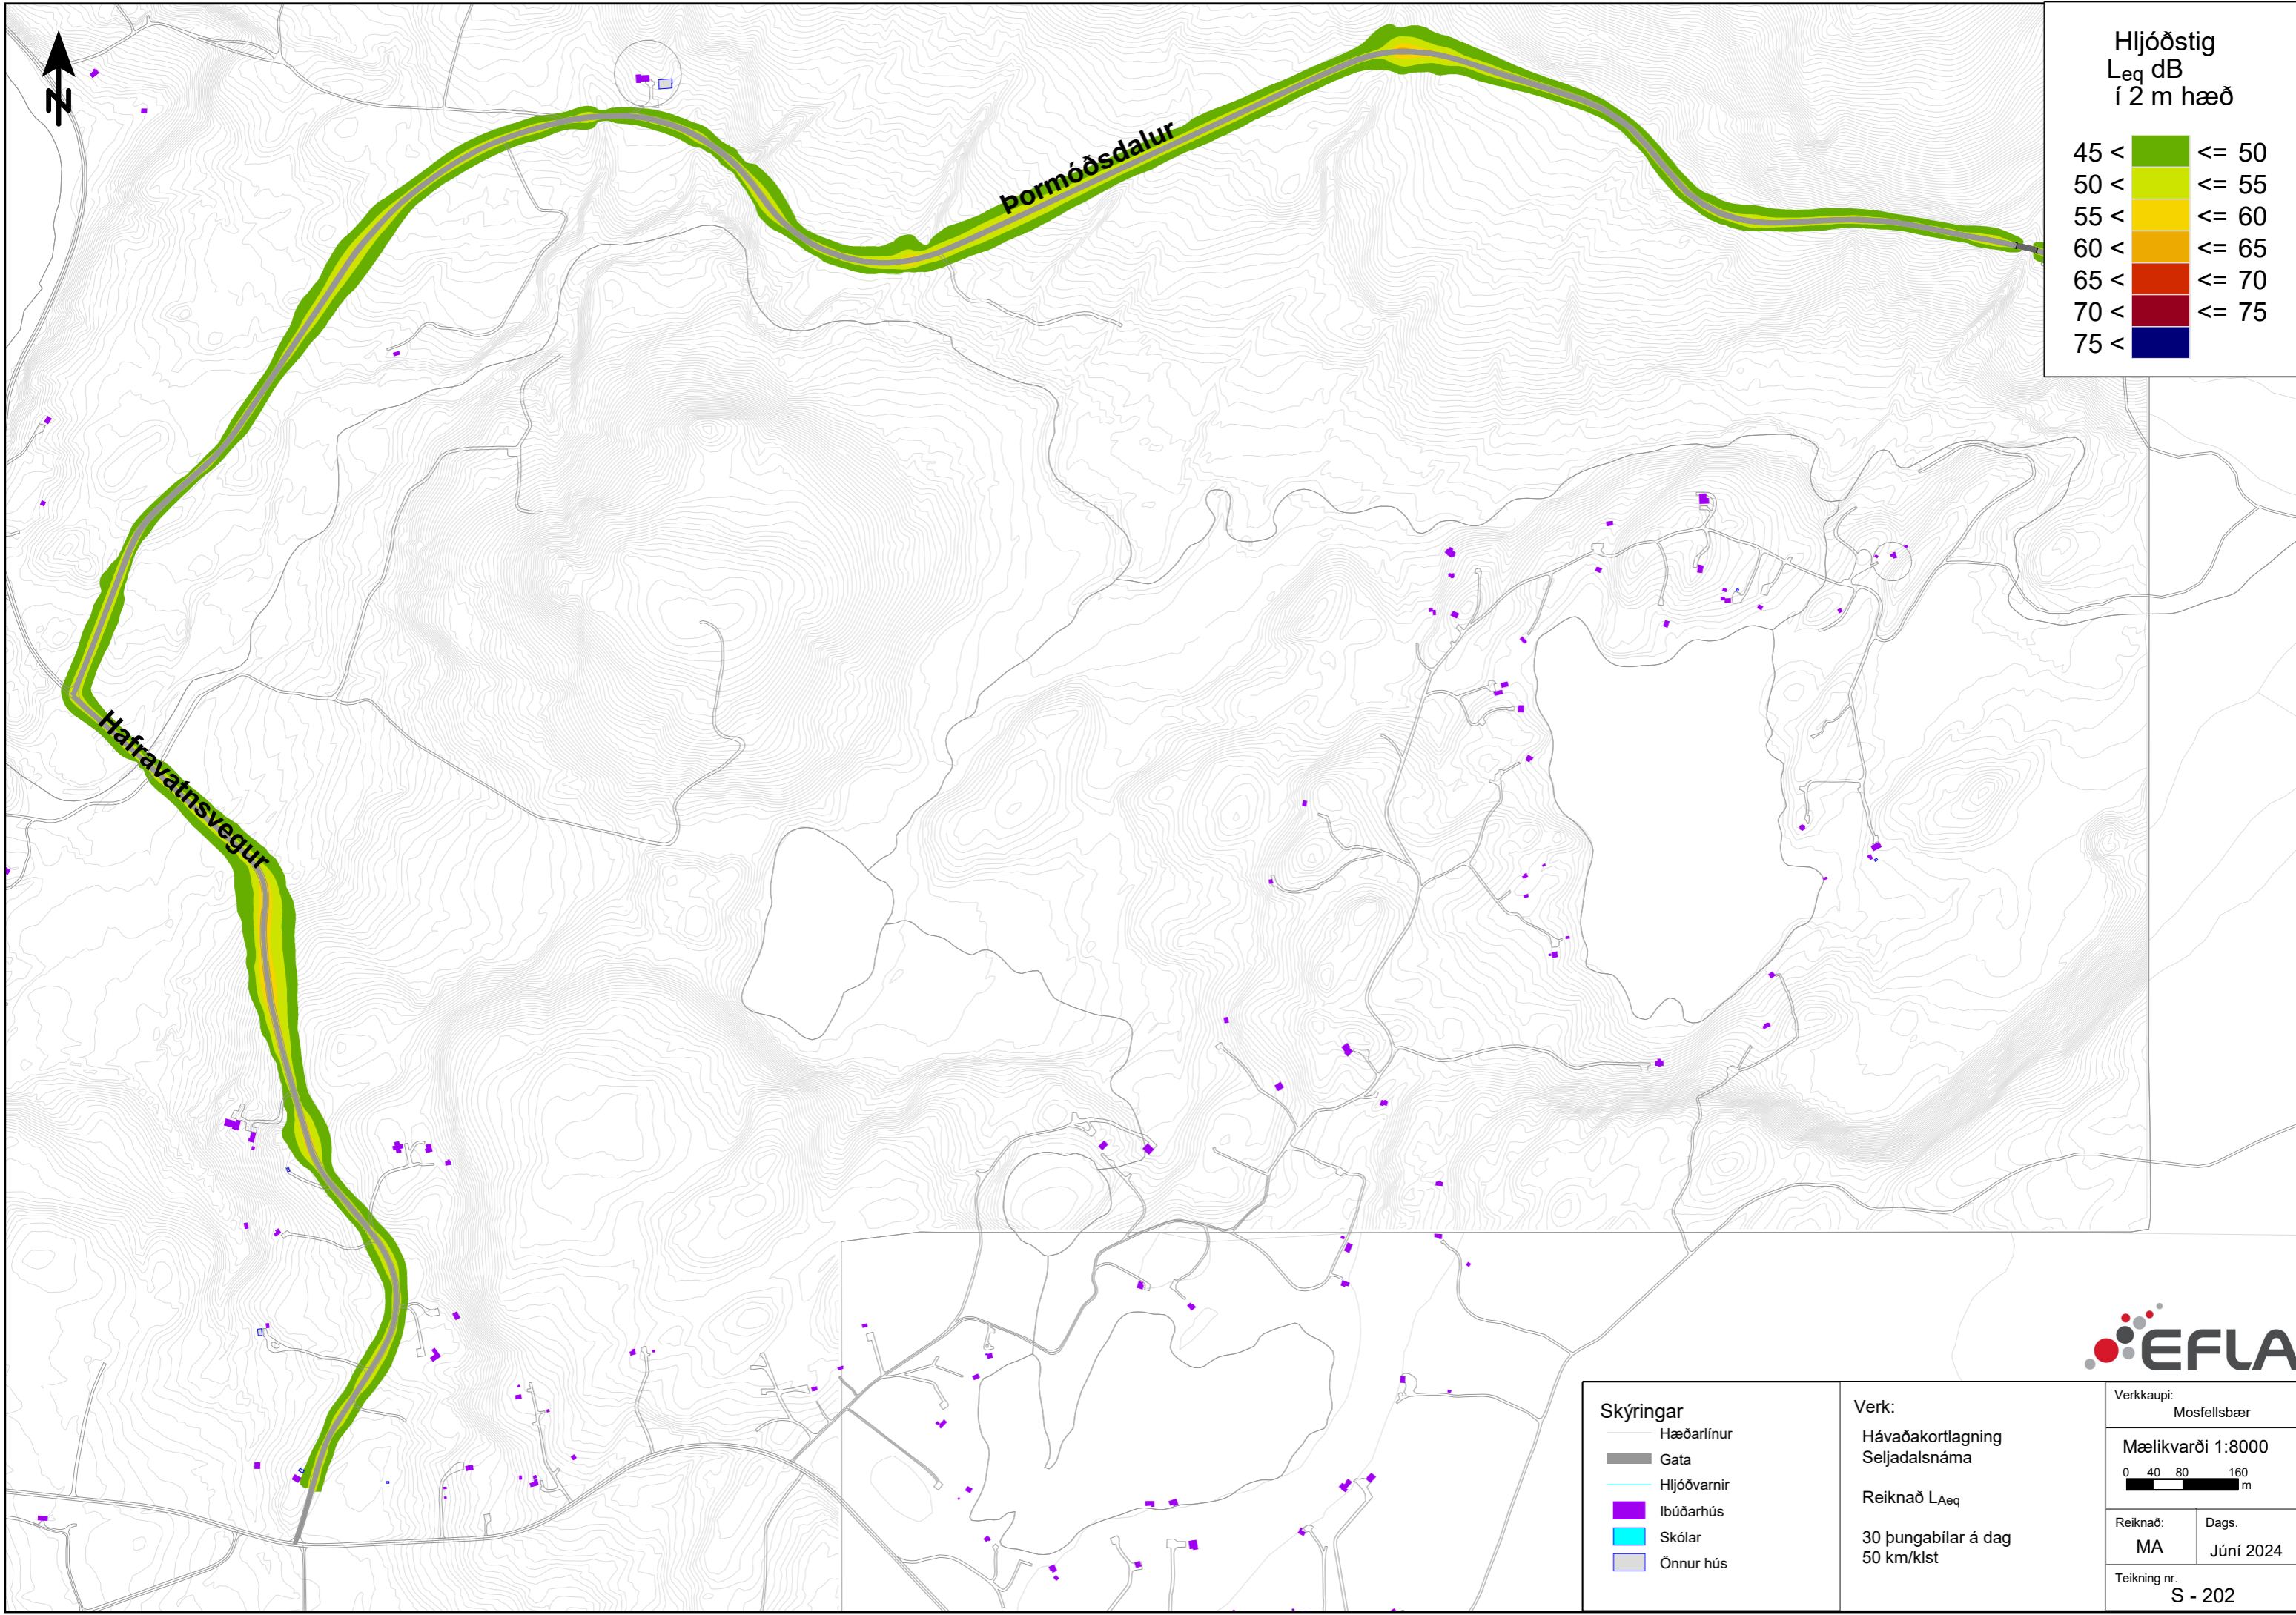 N
Hljóðstig
Leq dB
í 2 m hæð
45 < <= 50
50 < <= 55
55 < <= 60
60 < <= 65
65 < <= 70
70 < <= 75
75 <
Þormóðsdalur
Hafravatnsvegur
EFLA
Skýringar
Hæðarlínur
Gata
Hljóðvarnir
Ibúðarhús
Skólar
Önnur hús
Verk:
Hávaðakortlagning
Seljadalsnáma
Reiknað LAeq
30 þungabílar á dag
50 km/klst
Verkkaupi:
Mosfellsbær
Mælikvarði 1:8000
0 40 80 160
m
Reiknað:
MA
Dags.
Júní 2024
Teikning nr.
S - 202